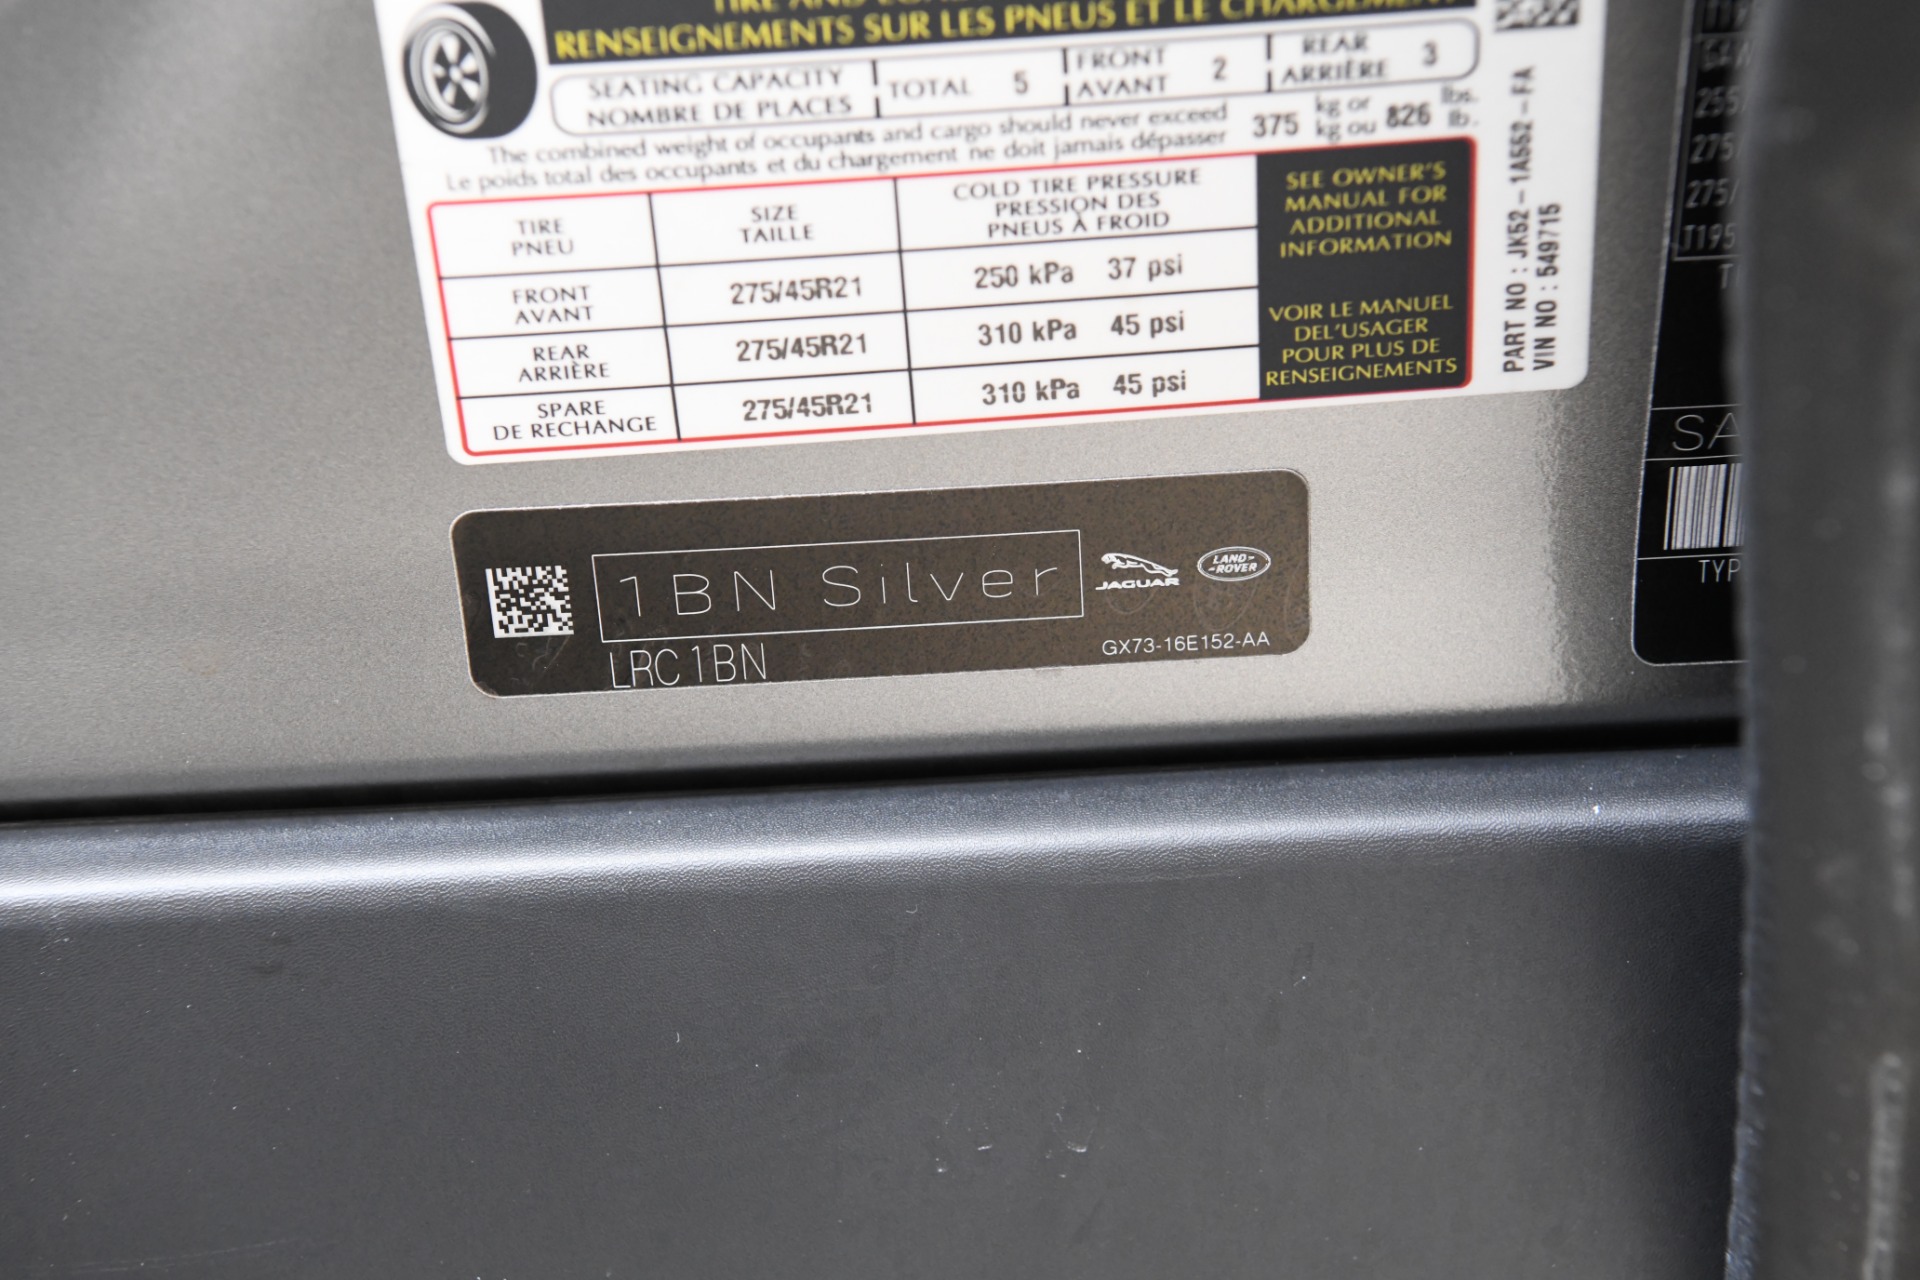 RENSEIGNEMENTS SUR LES PNEUS ET LE CHARGEMENT
SEATING CAPACITY
NOMBRE DE PLACES
TOTAL 5
FRONT
AVANT
2
REAR
ARRIÈRE
3
The combined weight of occupants and cargo should never exceed
Le poids total des occupants et du chargement ne doit jamais dépasser
375 kg or
kg ou
826 lbs.
lb.
TIRE
PNEU
SIZE
TAILLE
COLD TIRE PRESSURE
PRESSION DES
PNEUS À FROID
FRONT
AVANT
275/45R21
250 kPa 37 psi
REAR
ARRIÈRE
275/45R21
310 kPa 45 psi
SPARE
DE RECHANGE
275/45R21
310 kPa 45 psi
SEE OWNER'S
MANUAL FOR
ADDITIONAL
INFORMATION
VOIR LE MANUEL
DEL'USAGER
POUR PLUS DE
RENSEIGNEMENTS
PART NO : JK52-1A552-FA
VIN NO : 549715
1BN Silver
LRC1BN
JAGUAR
LAND-
-ROVER
GX73-16E152-AA
255
275/
275/
T195
SA
TYP